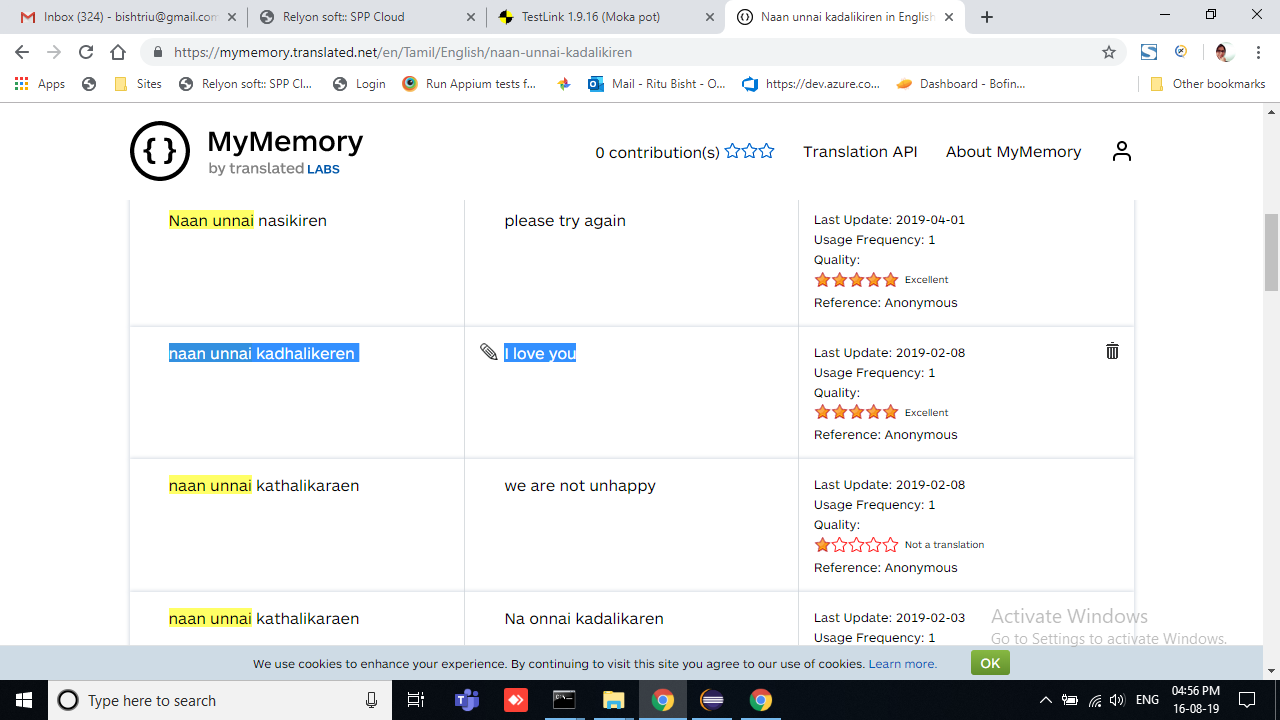 Inbox (324) - bishtriu@gmail.com
Relyon soft:: SPP Cloud
TestLink 1.9.16 (Moka pot)
Naan unnai kadalikiren in English
https://mymemory.translated.net/en/Tamil/English/naan-unnai-kadalikiren
Apps
Sites
Relyon soft:: SPP Cl...
Login
Run Appium tests f...
Mail - Ritu Bisht - O...
https://dev.azure.co...
Dashboard - Bofin...
Other bookmarks
{ }
MyMemory
by translated LABS
0 contribution(s)
Translation API
About MyMemory
Naan unnai nasikiren
please try again
Last Update: 2019-04-01
Usage Frequency: 1
Quality:
Excellent
Reference: Anonymous
naan unnai kadhalikeren
I love you
Last Update: 2019-02-08
Usage Frequency: 1
Quality:
Excellent
Reference: Anonymous
naan unnai kathalikaraen
we are not unhappy
Last Update: 2019-02-08
Usage Frequency: 1
Quality:
Not a translation
Reference: Anonymous
naan unnai kathalikaraen
Na onnai kadalikaren
Last Update: 2019-02-03
Usage Frequency: 1
Activate Windows
Go to Settings to activate Windows.
We use cookies to enhance your experience. By continuing to visit this site you agree to our use of cookies. Learn more.
OK
Type here to search
ENG
04:56 PM
16-08-19